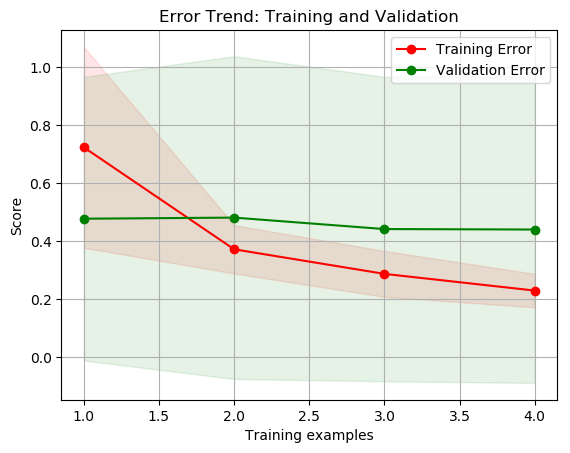 Error Trend: Training and Validation
Training Error
Validation Error
Score
1.0
0.8
0.6
0.4
0.2
0.0
1.0 1.5 2.0 2.5 3.0 3.5 4.0
Training examples